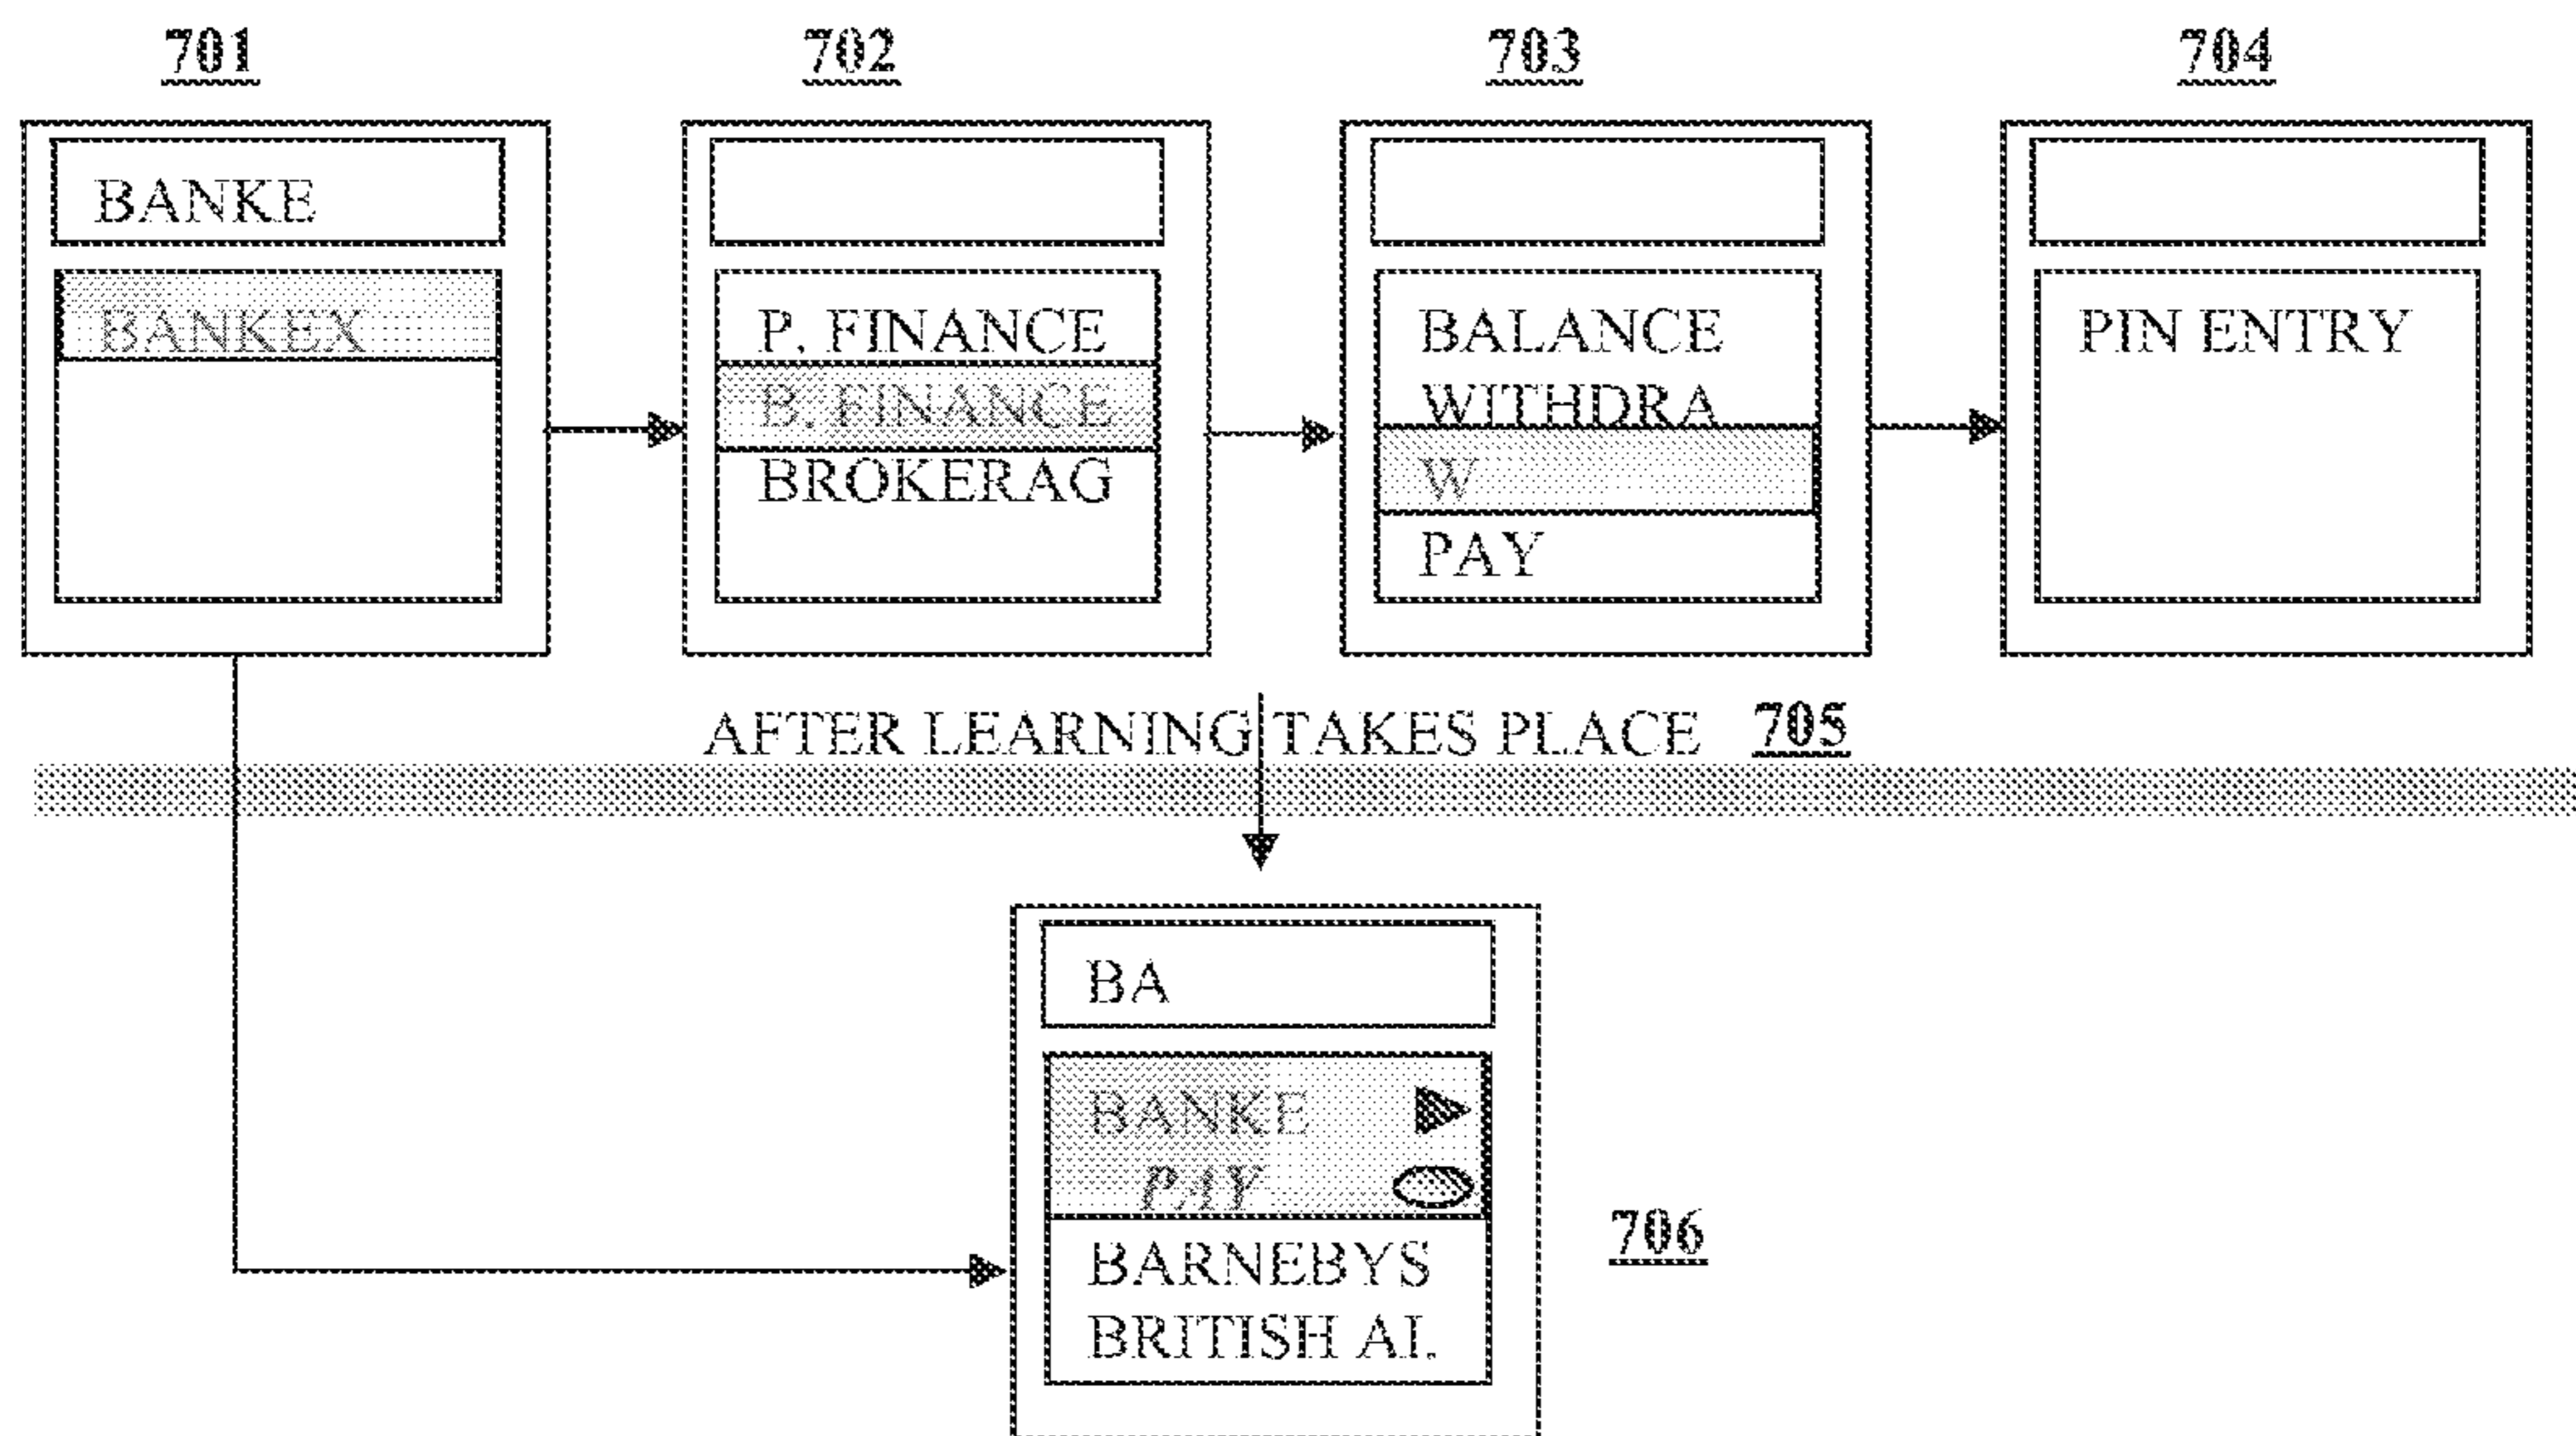 701
702
703
704
BANKE
BANKEX
P. FINANCE
B. FINANCE
BROKERAG
BALANCE
WITHDRA
W
PAY
PIN ENTRY
AFTER LEARNING TAKES PLACE 705
BA
BANKE
PAY
BARNEBYS
BRITISH AI.
706